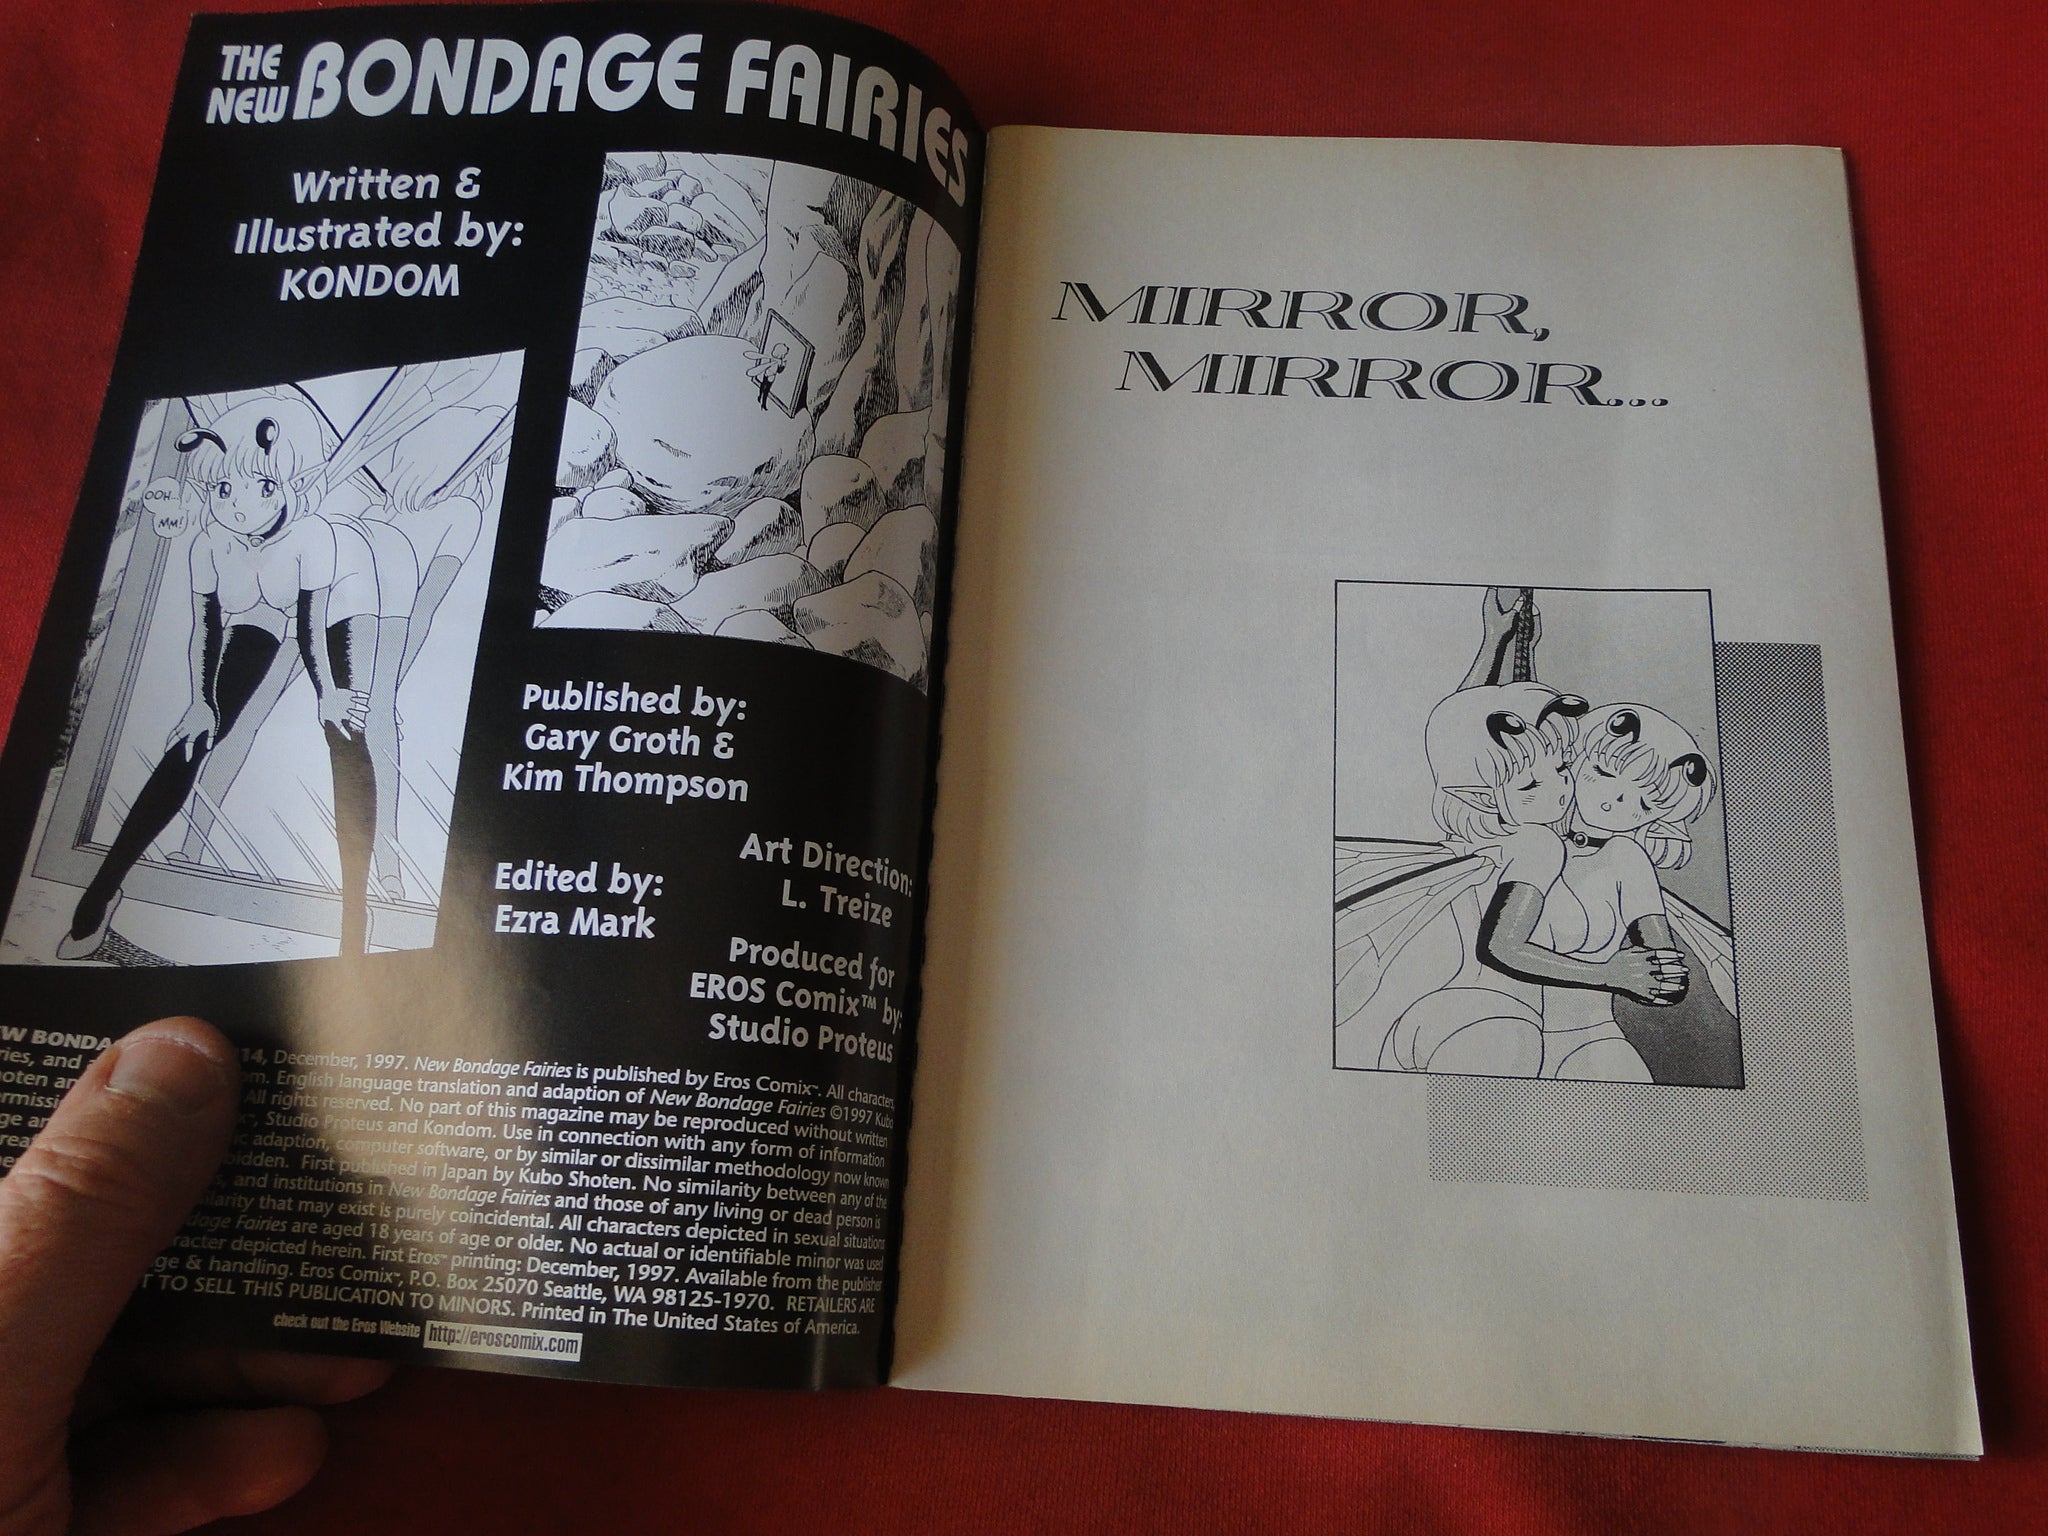 THE
NEW BONDAGE FAIRIES
Written &
Illustrated by:
KONDOM
OOH...
MM!
Published by:
Gary Groth &
Kim Thompson
Edited by:
Ezra Mark
Art Direction:
L. Treize
Produced for
EROS Comix™ by:
Studio Proteus
14, December, 1997. New Bondage Fairies is published by Eros Comix™. All characters,
ries, and English language translation and adaption of New Bondage Fairies ©1997 Kubo
All rights reserved. No part of this magazine may be reproduced without written
Studio Proteus and Kondom. Use in connection with any form of information
adaption, computer software, or by similar or dissimilar methodology now known
First published in Japan by Kubo Shoten. No similarity between any of the
and institutions in New Bondage Fairies and those of any living or dead person is
that may exist is purely coincidental. All characters depicted in sexual situations
Fairies are aged 18 years of age or older. No actual or identifiable minor was used
depicted herein. First Eros™ printing: December, 1997. Available from the publisher
& handling. Eros Comix™, P.O. Box 25070 Seattle, WA 98125-1970. RETAILERS ARE
TO SELL THIS PUBLICATION TO MINORS. Printed in The United States of America.
check out the Eros Website http://eroscomix.com
MIRROR,
MIRROR...